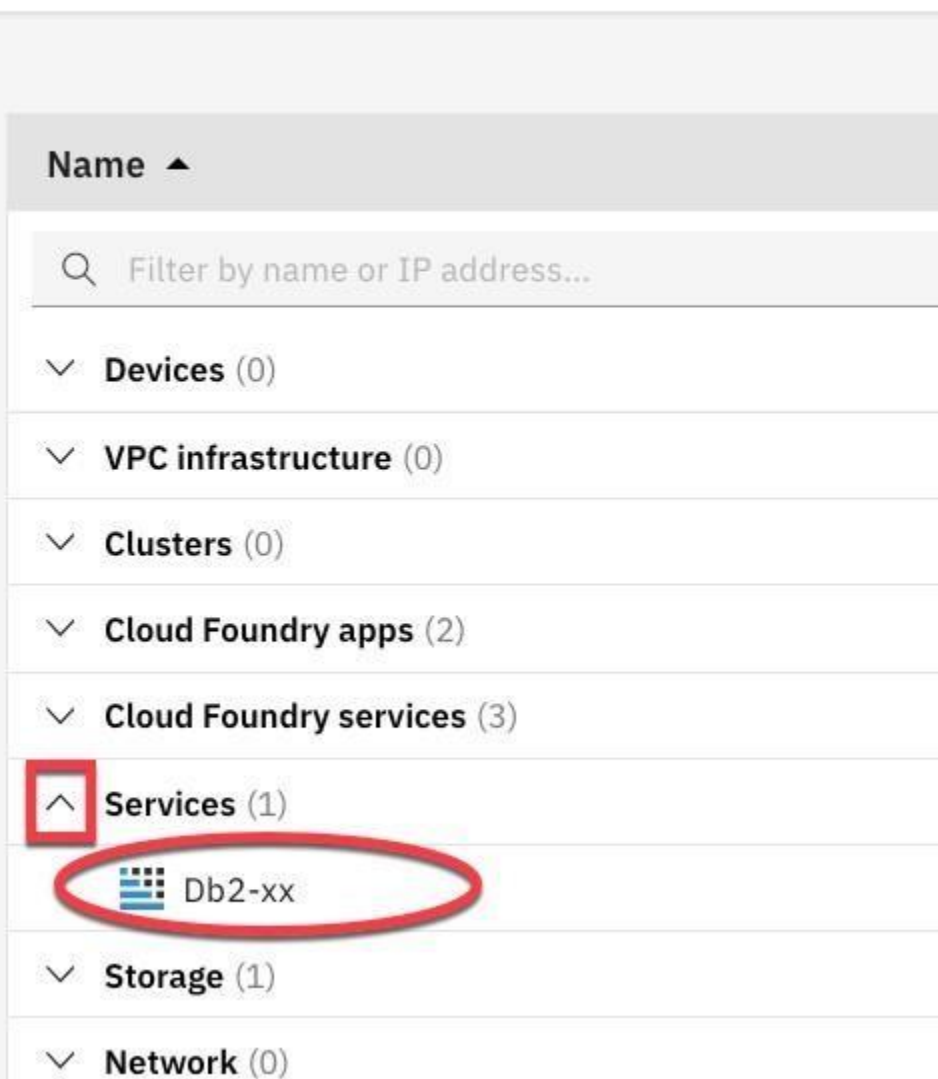 Name
Filter by name or IP address...
Devices (0)
VPC infrastructure (0)
Clusters (0)
Cloud Foundry apps (2)
Cloud Foundry services (3)
Services (1)
Db2-xx
Storage (1)
Network (0)